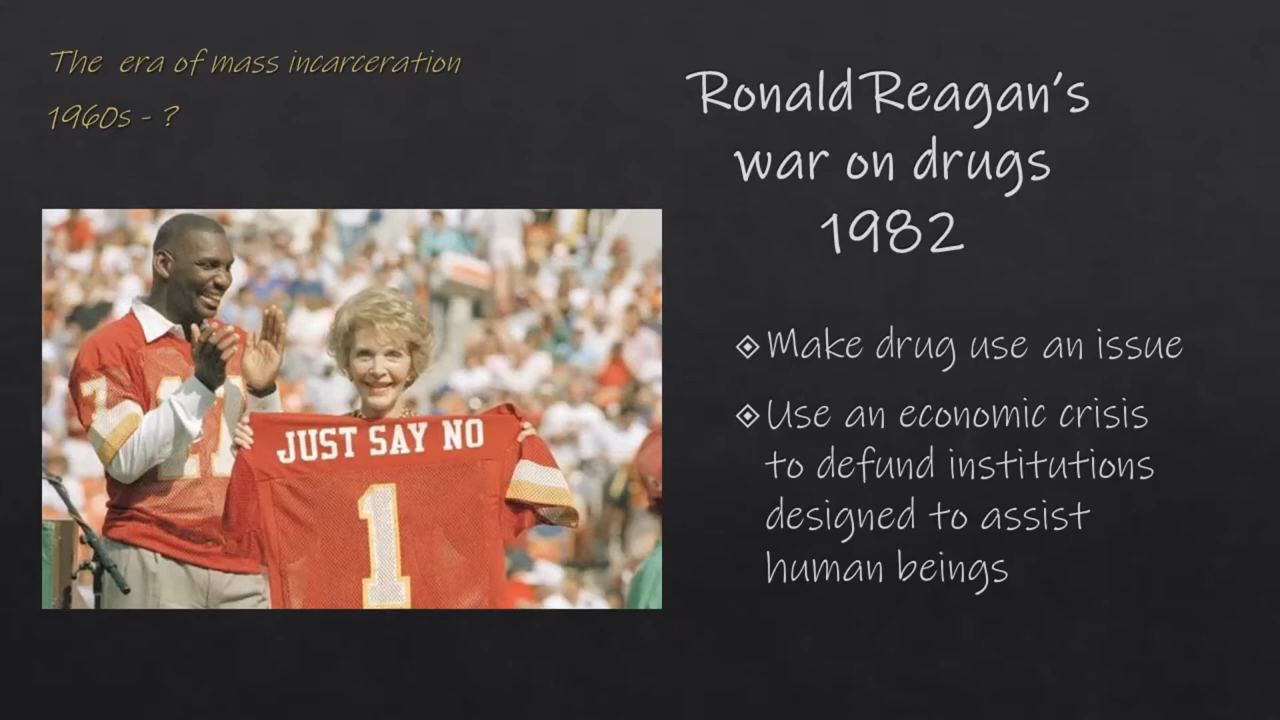 The era of mass incarceration
1960s - ?
Ronald Reagan's
war on drugs
1982
JUST SAY NO
1
Make drug use an issue
Use an economic crisis
to defund institutions
designed to assist
human beings